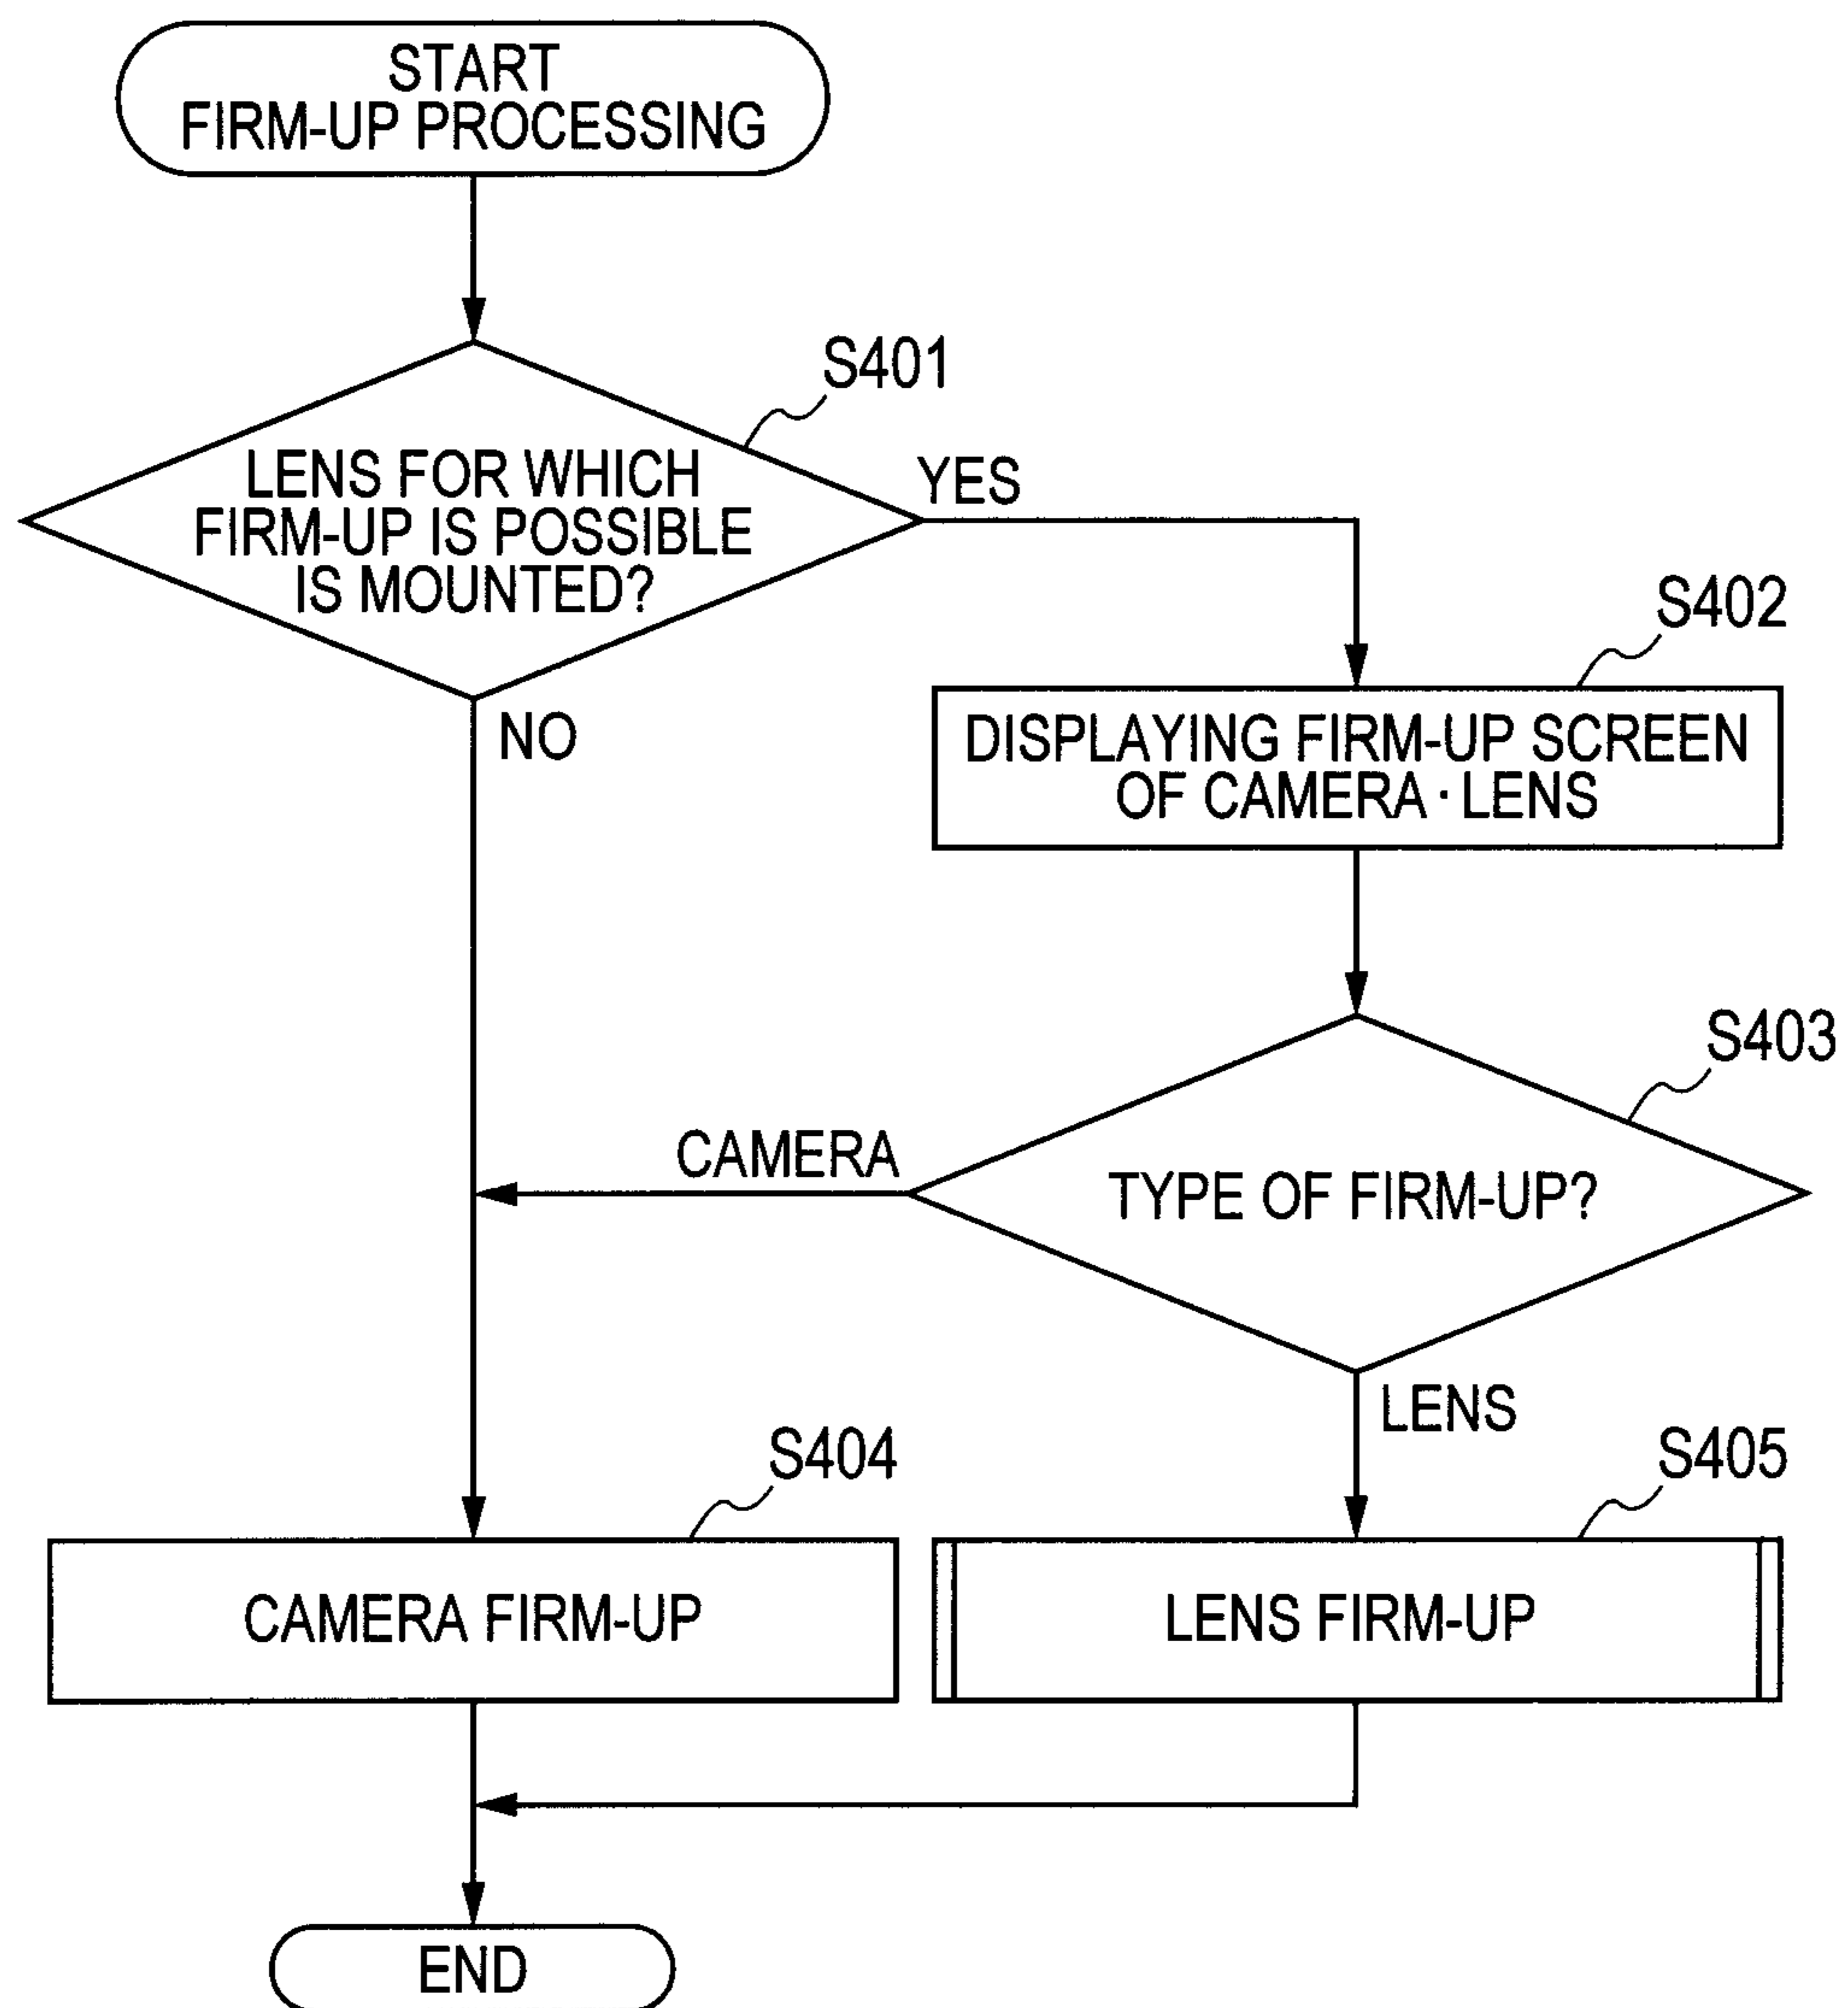 START
FIRM-UP PROCESSING
S401
LENS FOR WHICH
FIRM-UP IS POSSIBLE
IS MOUNTED?
YES
NO
S402
DISPLAYING FIRM-UP SCREEN
OF CAMERA・LENS
S403
CAMERA
TYPE OF FIRM-UP?
LENS
S404
CAMERA FIRM-UP
S405
LENS FIRM-UP
END